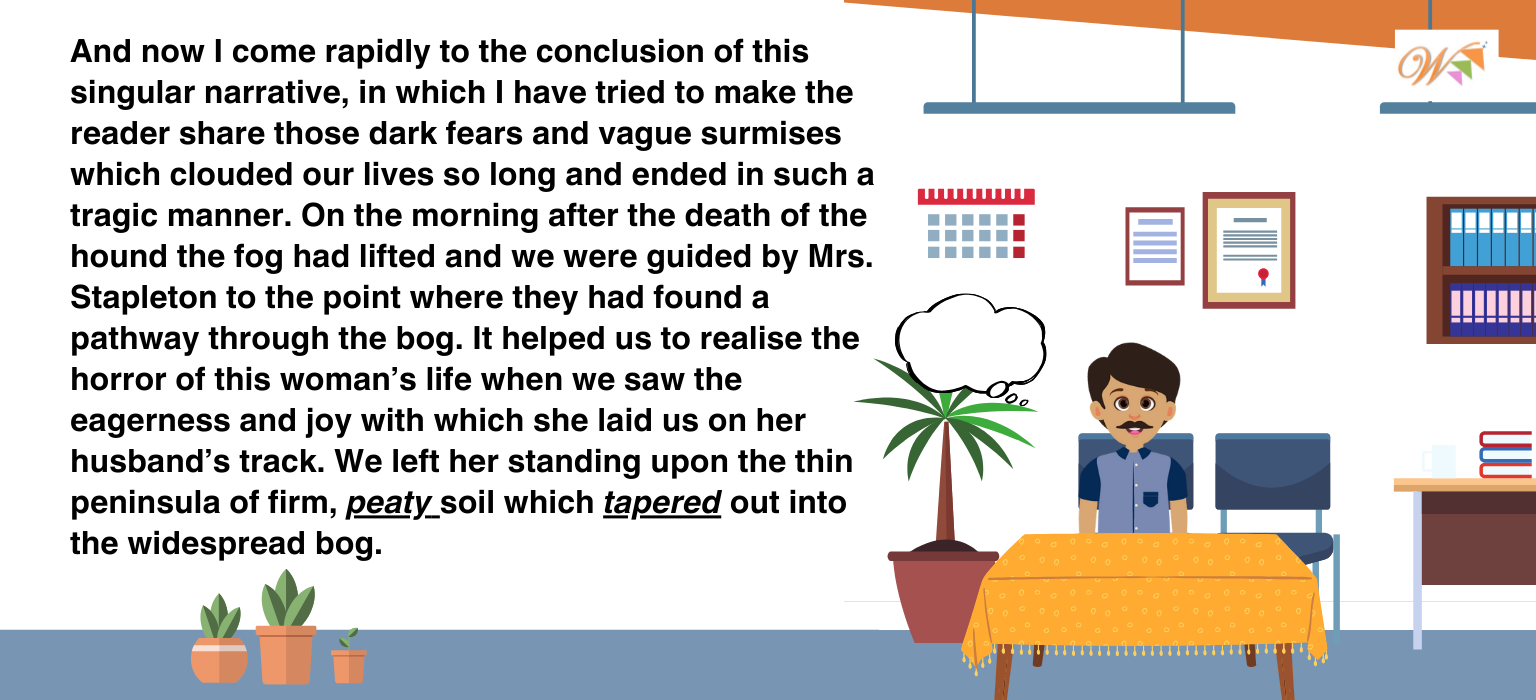 And now I come rapidly to the conclusion of this
singular narrative, in which I have tried to make the
reader share those dark fears and vague surmises
which clouded our lives so long and ended in such a
tragic manner. On the morning after the death of the
hound the fog had lifted and we were guided by Mrs.
Stapleton to the point where they had found a
pathway through the bog. It helped us to realise the
horror of this woman’s life when we saw the
eagerness and joy with which she laid us on her
husband’s track. We left her standing upon the thin
peninsula of firm, peaty soil which tapered out into
the widespread bog.
W